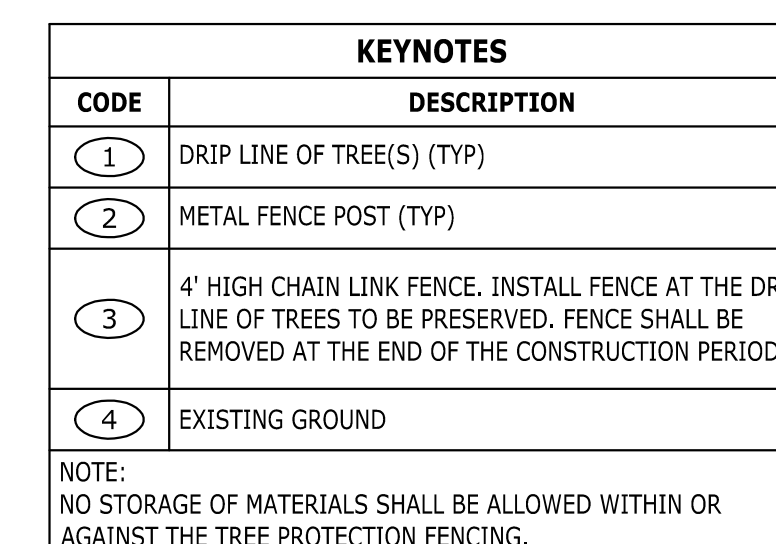 KEYNOTES
CODE DESCRIPTION
1 DRIP LINE OF TREE(S) (TYP)
2 METAL FENCE POST (TYP)
3 4' HIGH CHAIN LINK FENCE. INSTALL FENCE AT THE
LINE OF TREES TO BE PRESERVED. FENCE SHALL BE
REMOVED AT THE END OF THE CONSTRUCTION PERIOD
4 EXISTING GROUND
NOTE:
NO STORAGE OF MATERIALS SHALL BE ALLOWED WITHIN OR
AGAINST THE TREE PROTECTION FENCING.